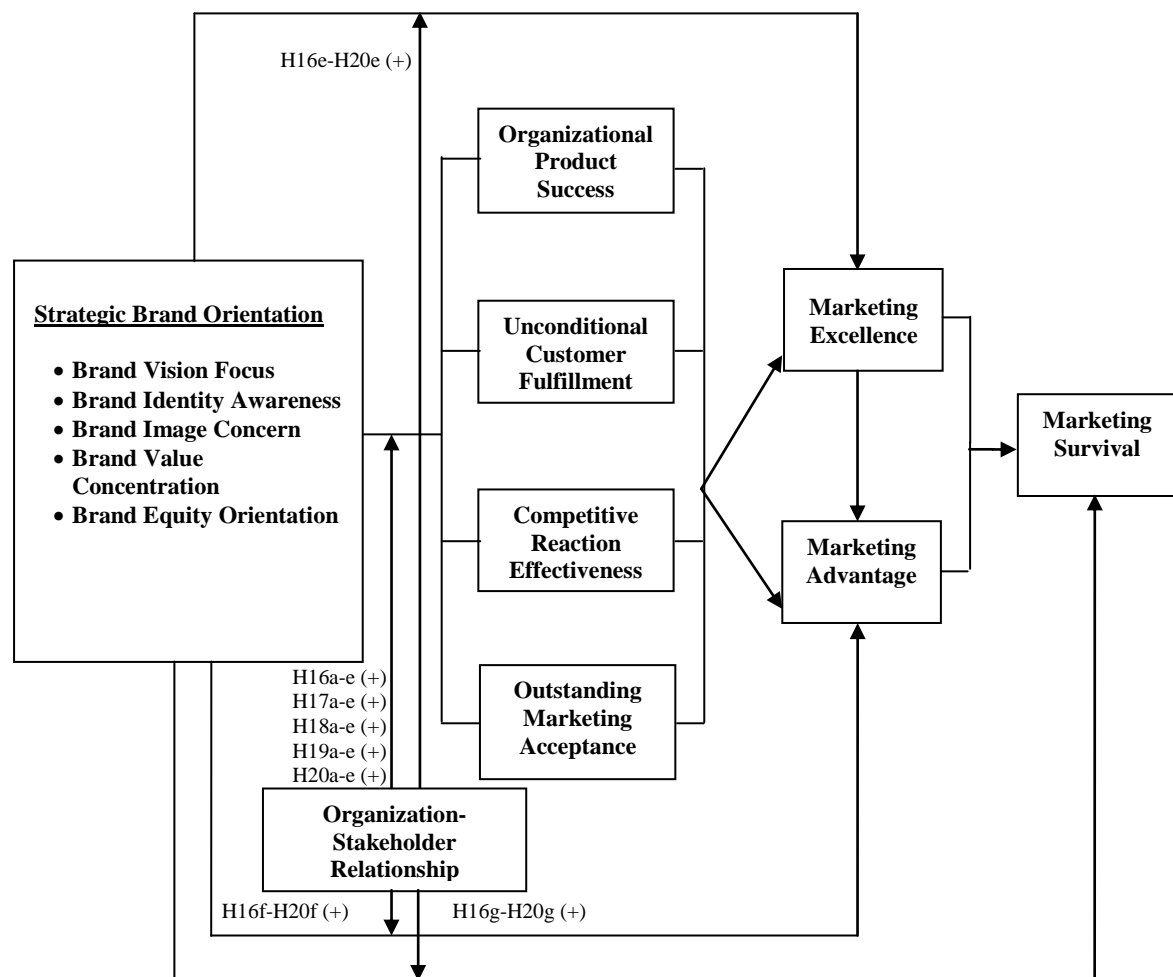 H16e-H20e (+)
Organizational
Product
Success
Strategic Brand Orientation
• Brand Vision Focus
• Brand Identity Awareness
• Brand Image Concern
• Brand Value
Concentration
• Brand Equity Orientation
Unconditional
Customer
Fulfillment
Marketing
Excellence
Marketing
Survival
Competitive
Reaction
Effectiveness
Marketing
Advantage
Outstanding
Marketing
Acceptance
H16a-e (+)
H17a-e (+)
H18a-e (+)
H19a-e (+)
H20a-e (+)
Organization-
Stakeholder
Relationship
H16f-H20f (+)
H16g-H20g (+)